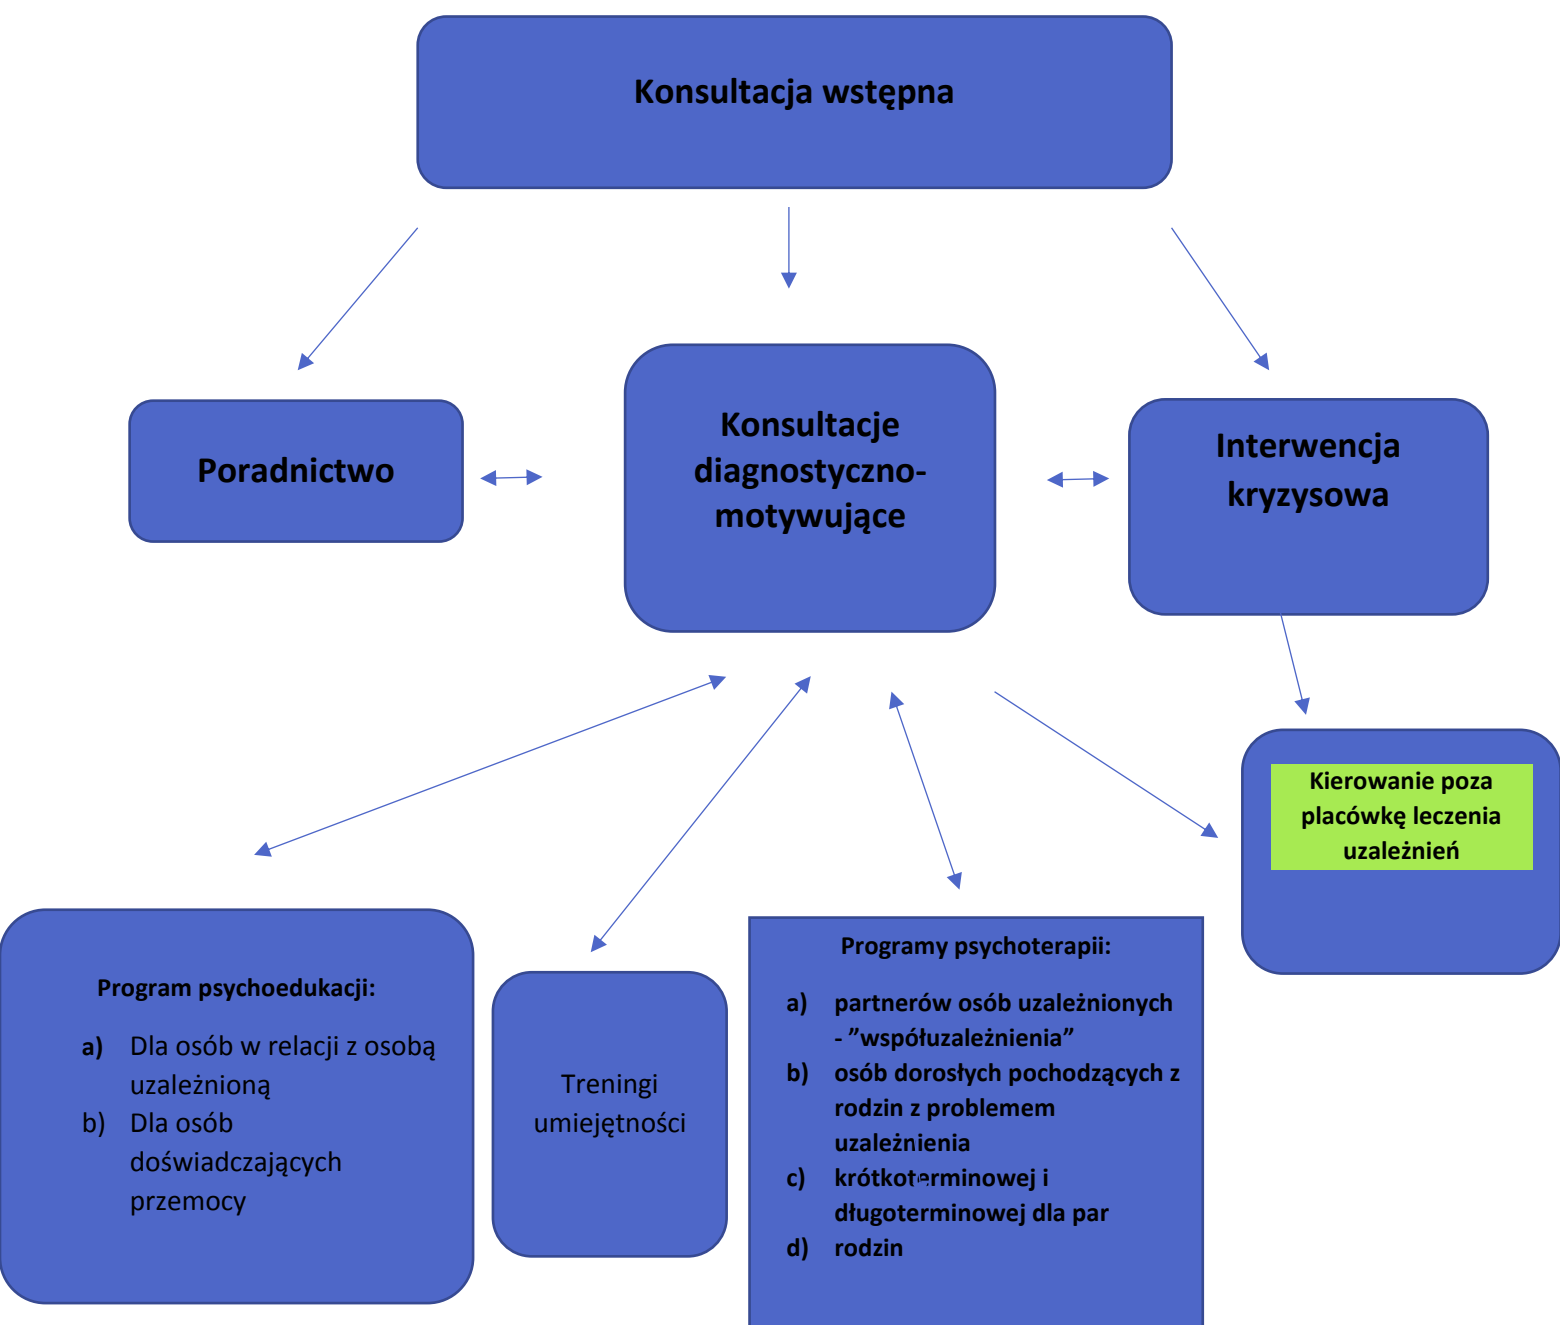 Konsultacja wstępna
Poradnictwo
Konsultacje
diagnostyczno-
motywujące
Interwencja
kryzysowa
Kierowanie poza
placówkę leczenia
uzależnień
Program psychoedukacji:
a) Dla osób w relacji z osobą
uzależnioną
b) Dla osób
doświadczających
przemocy
Treningi
umiejętności
Programy psychoterapii:
a) partnerów osób uzależnionych
- ”współuzależnienia”
b) osób dorosłych pochodzących z
rodzin z problemem
uzależnienia
c) krótkoterminowej i
długoterminowej dla par
d) rodzin